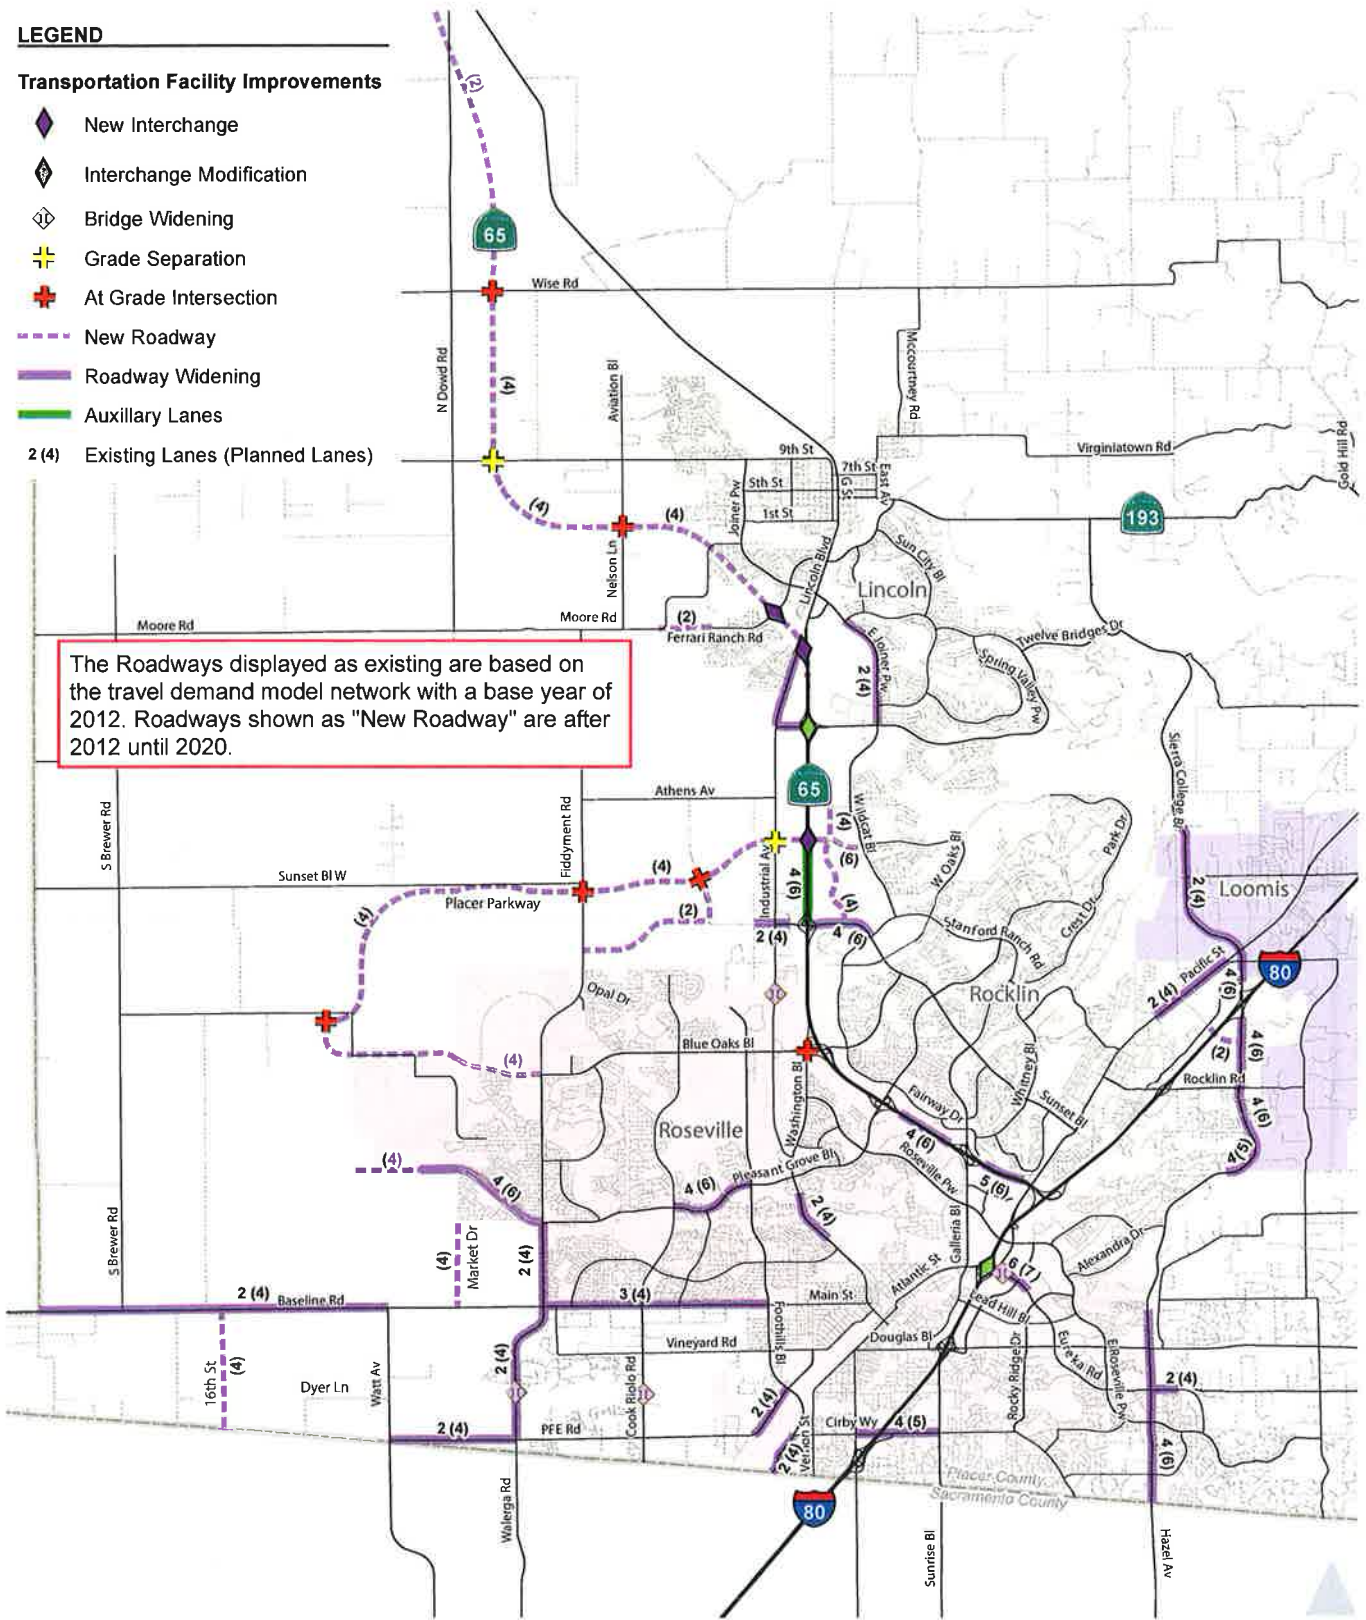 LEGEND
Transportation Facility Improvements
New Interchange
Interchange Modification
Bridge Widening
Grade Separation
At Grade Intersection
New Roadway
Roadway Widening
Auxillary Lanes
2 (4) Existing Lanes (Planned Lanes)
(2)
65
Wise Rd
N Dowd Rd
(4)
Aviation Bl
Mccourtney Rd
Virginiatown Rd
Gold Hill Rd
9th St
7th St
5th St
G St
East Av
1st St
Joiner Pw
193
(4)
(4)
Nelson Ln
Lincoln Blvd
Sun City Bl
Lincoln
Moore Rd
Moore Rd
(2)
Ferrari Ranch Rd
E Joiner Pw
2 (4)
Twelve Bridges Dr
Spring Valley Pw
The Roadways displayed as existing are based on
the travel demand model network with a base year of
2012. Roadways shown as "New Roadway" are after
2012 until 2020.
Sierra College Bl
65
Athens Av
S Brewer Rd
Fiddyment Rd
Industrial Av
4 (6)
(4)
(6)
(4)
Wildcat Bl
W Oaks Bl
Park Dr
Crest Dr
Stanford Ranch Rd
2 (4)
Loomis
Sunset Bl W
Placer Parkway
(4)
(4)
(2)
2 (4)
4 (6)
Pacific St
2 (4)
4 (6)
80
Opal Dr
Rocklin
Blue Oaks Bl
(4)
Washington Bl
Fairway Dr
Whitney Bl
Sunset Bl
(2)
4 (6)
Rocklin Rd
4 (6)
4 (5)
Roseville
4 (6)
Roseville Pw
5 (6)
Pleasant Grove Bl
4 (6)
2 (4)
(4)
4 (6)
S Brewer Rd
(4)
Market Dr
2 (4)
Galleria Bl
Atlantic St
Alexandra Dr
6 (7)
Lead Hill Bl
2 (4)
Baseline Rd
3 (4)
Main St
Foothills Bl
Vineyard Rd
Douglas Bl
Eureka Rd
E Roseville Pw
Rocky Ridge Dr
16th St
(4)
Dyer Ln
Watt Av
2 (4)
Cook Riolo Rd
2 (4)
2 (4)
PFE Rd
2 (4)
Vernon St
Cirby Wy
4 (5)
2 (4)
4 (6)
Placer County
Sacramento County
80
Walerga Rd
Sunrise Bl
Hazel Av